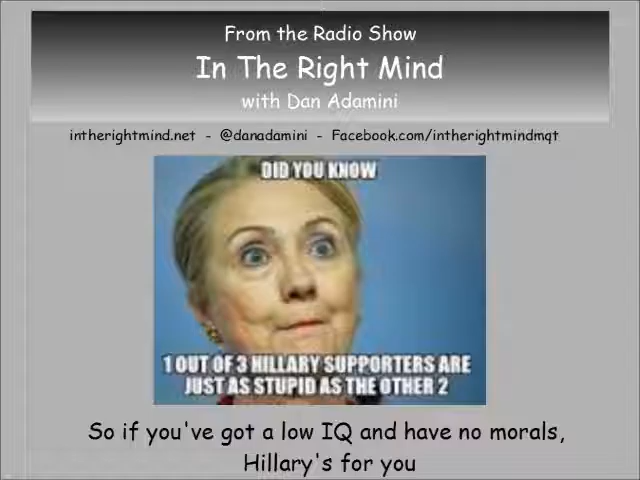 From the Radio Show
In The Right Mind
with Dan Adamini
intherightmind.net - @danadamini - Facebook.com/intherightmindmqt
DID YOU KNOW
1 OUT OF 3 HILLARY SUPPORTERS ARE
JUST AS STUPID AS THE OTHER 2
So if you've got a low IQ and have no morals,
Hillary's for you